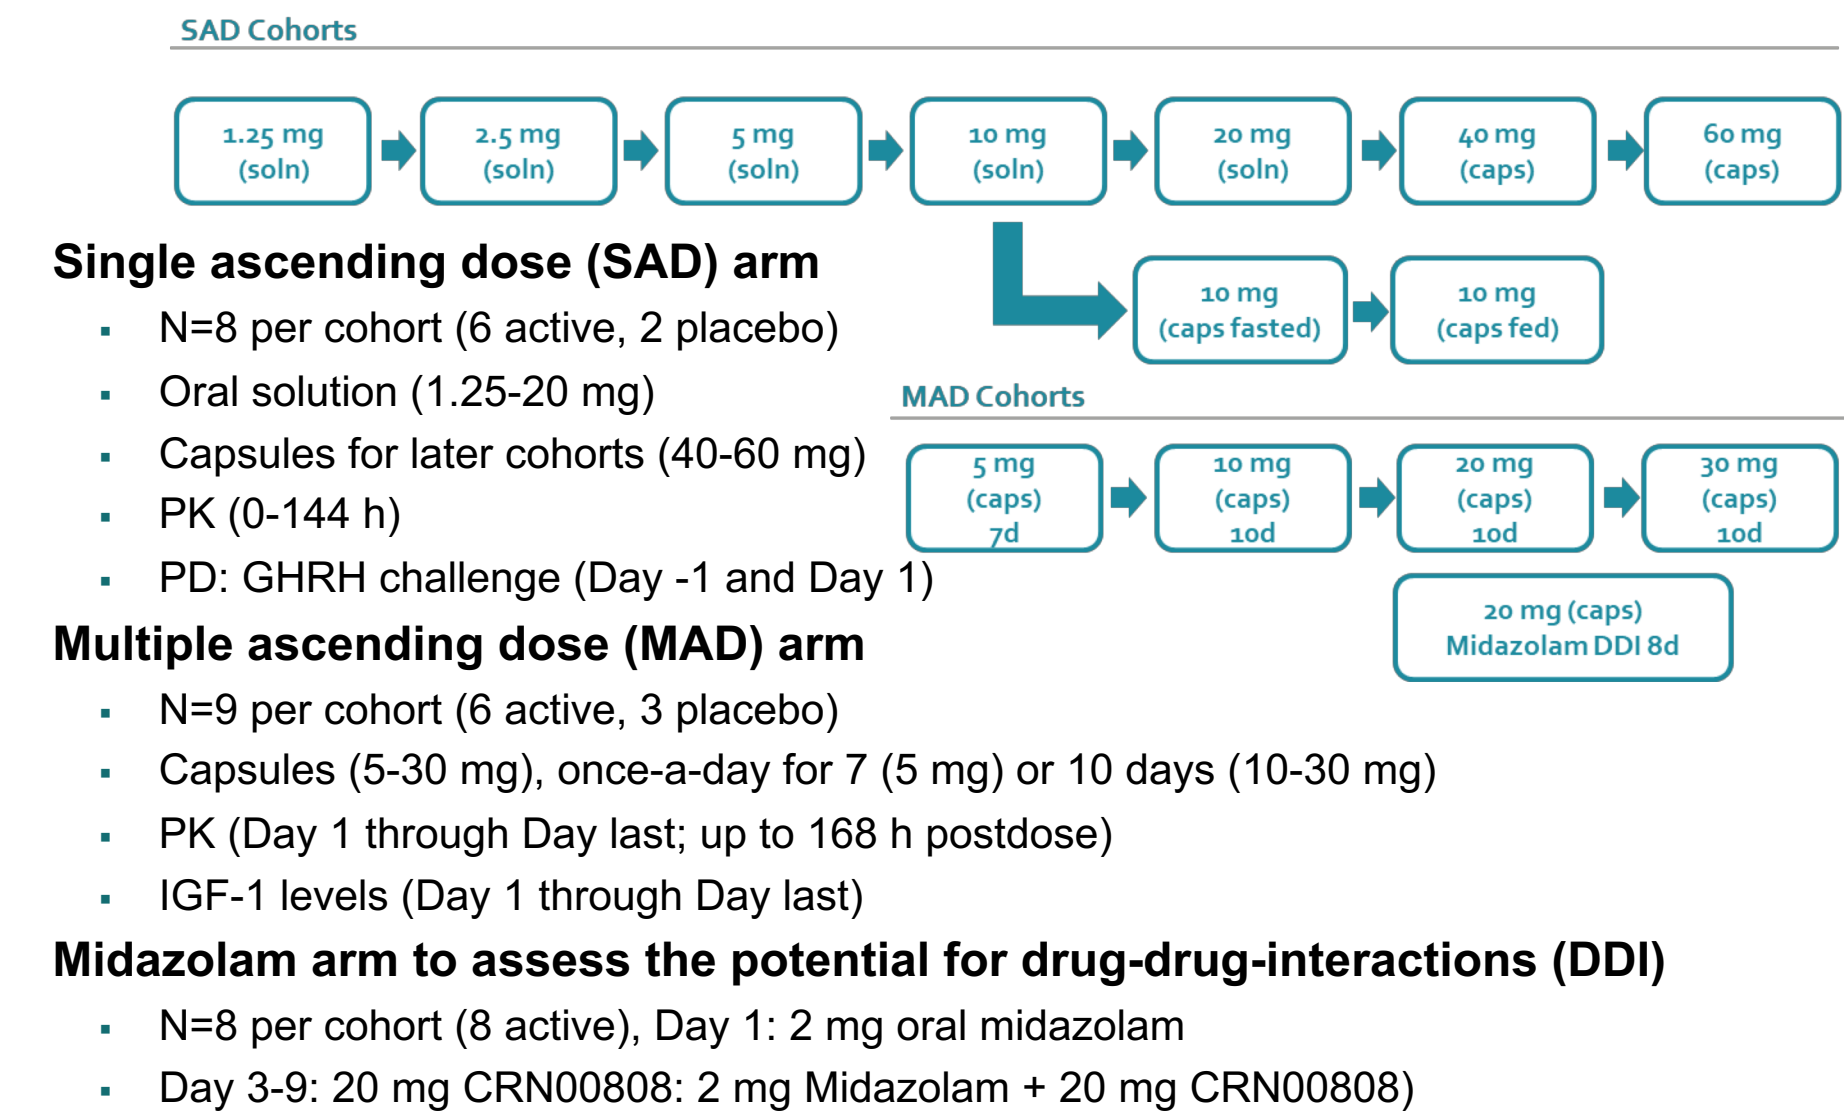 SAD Cohorts
1.25 mg
(soln)
2.5 mg
(soln)
5 mg
(soln)
10 mg
(soln)
20 mg
(soln)
40 mg
(caps)
60 mg
(caps)
10 mg
(caps fasted)
10 mg
(caps fed)
Single ascending dose (SAD) arm
▪ N=8 per cohort (6 active, 2 placebo)
▪ Oral solution (1.25-20 mg)
▪ Capsules for later cohorts (40-60 mg)
▪ PK (0-144 h)
▪ PD: GHRH challenge (Day -1 and Day 1)
MAD Cohorts
5 mg
(caps)
7d
10 mg
(caps)
10d
20 mg
(caps)
10d
30 mg
(caps)
10d
20 mg (caps)
Midazolam DDI 8d
Multiple ascending dose (MAD) arm
▪ N=9 per cohort (6 active, 3 placebo)
▪ Capsules (5-30 mg), once-a-day for 7 (5 mg) or 10 days (10-30 mg)
▪ PK (Day 1 through Day last; up to 168 h postdose)
▪ IGF-1 levels (Day 1 through Day last)
Midazolam arm to assess the potential for drug-drug-interactions (DDI)
▪ N=8 per cohort (8 active), Day 1: 2 mg oral midazolam
▪ Day 3-9: 20 mg CRN00808: 2 mg Midazolam + 20 mg CRN00808)